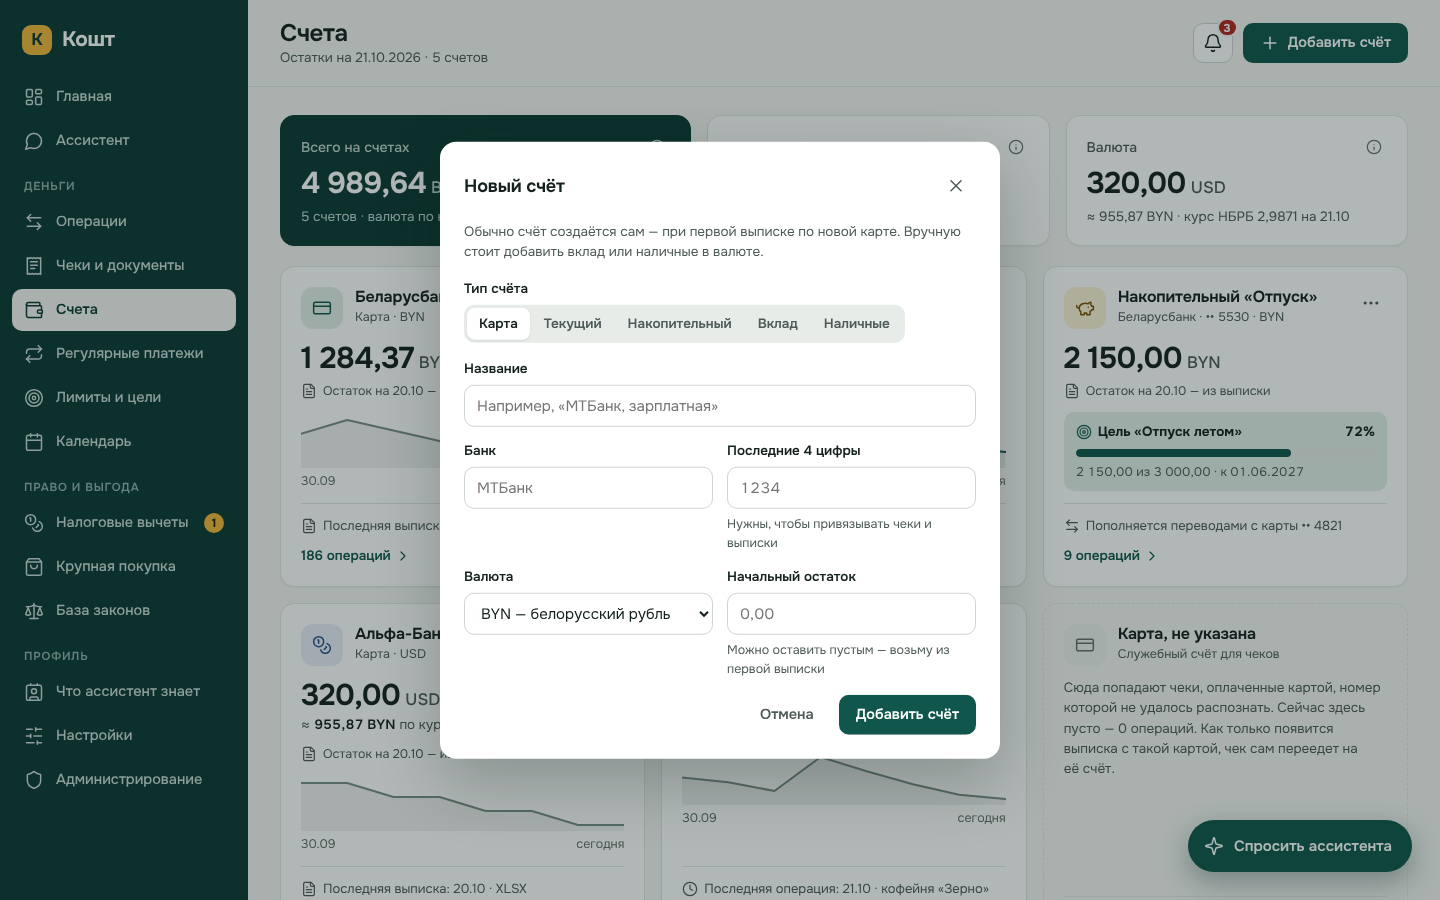 К Кошт
Главная
Ассистент
ДЕНЬГИ
Операции
Чеки и документы
Счета
Регулярные платежи
Лимиты и цели
Календарь
ПРАВО И ВЫГОДА
Налоговые вычеты 1
Крупная покупка
База законов
ПРОФИЛЬ
Что ассистент знает
Настройки
Администрирование
Счета
Остатки на 21.10.2026 · 5 счетов
3
Добавить счёт
Всего на счетах
4 989,64
5 счетов · валюта по
Валюта
320,00 USD
≈ 955,87 BYN · курс НБРБ 2,9871 на 21.10
Карта · BYN
1 284,37
Остаток на 20.10 —
30.09
Последняя
186 операций
Накопительный «Отпуск»
Беларусбанк · •• 5530 · BYN
2 150,00 BYN
Остаток на 20.10 — из выписки
Цель «Отпуск летом» 72%
2 150,00 из 3 000,00 · к 01.06.2027
Пополняется переводами с карты •• 4821
9 операций
Карта · USD
320,00 USD
≈ 955,87 BYN по
Остаток на 20.10 —
30.09 сегодня
Последняя выписка: 20.10 · XLSX
30.09 сегодня
Последняя операция: 21.10 · кофейня «Зерно»
Карта, не указана
Служебный счёт для чеков
Сюда попадают чеки, оплаченные картой, номер
которой не удалось распознать. Сейчас здесь
пусто — 0 операций. Как только появится
выписка с такой картой, чек сам переедет на
её счёт.
Спросить ассистента
Новый счёт
Обычно счёт создаётся сам — при первой выписке по новой карте. Вручную
стоит добавить вклад или наличные в валюте.
Тип счёта
Карта Текущий Накопительный Вклад Наличные
Название
Например, «МТБанк, зарплатная»
Банк
МТБанк
Последние 4 цифры
1234
Нужны, чтобы привязывать чеки и
выписки
Валюта
BYN — белорусский рубль
Начальный остаток
0,00
Можно оставить пустым — возьму из
первой выписки
Отмена
Добавить счёт